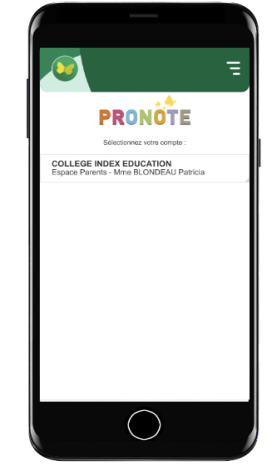 PRONOTE
Sélectionnez votre compte :
COLLEGE INDEX EDUCATION
Espace Parents - Mme BLONDEAU Patricia